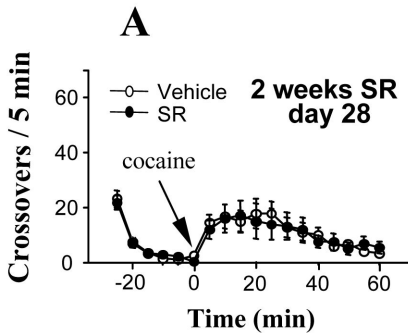 A
Crossovers / 5 min
60
40
20
0
Vehicle
SR
2 weeks SR
day 28
cocaine
-20 0 20 40 60
Time (min)